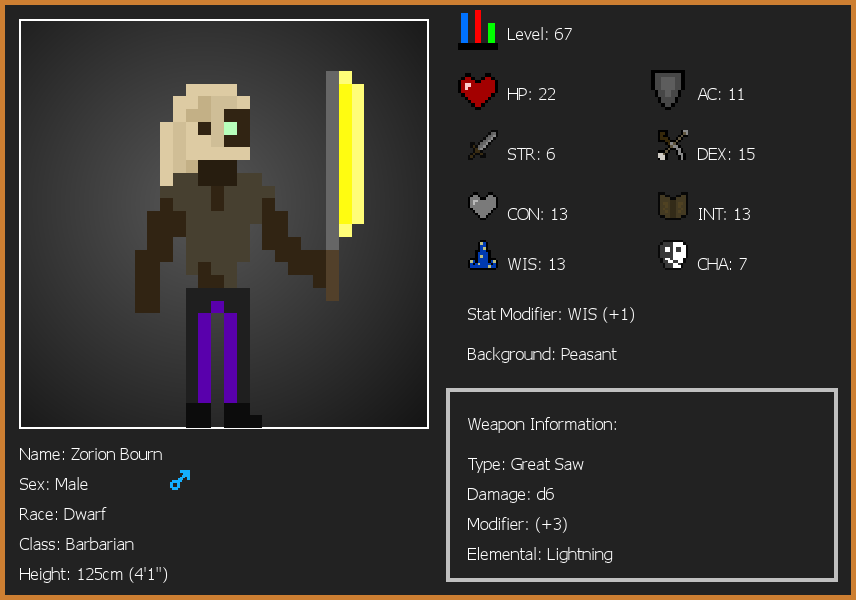 Level: 67
HP: 22
AC: 11
STR: 6
DEX: 15
CON: 13
INT: 13
WIS: 13
CHA: 7
Stat Modifier: WIS (+1)
Background: Peasant
Weapon Information:
Type: Great Saw
Damage: d6
Modifier: (+3)
Elemental: Lightning
Name: Zorion Bourn
Sex: Male
Race: Dwarf
Class: Barbarian
Height: 125cm (4'1")